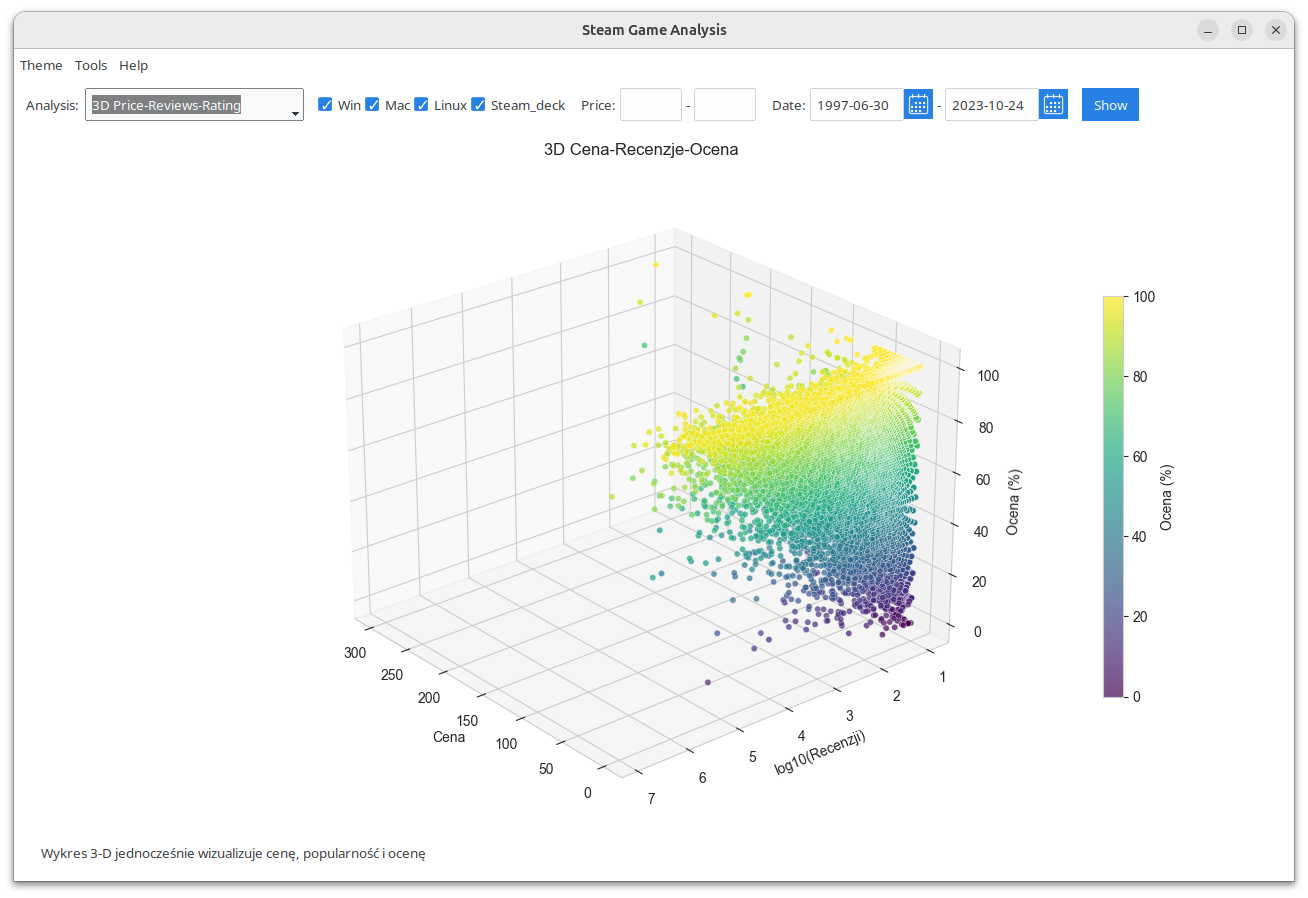 Steam Game Analysis
Theme Tools Help
Analysis: 3D Price-Reviews-Rating Win Mac Linux Steam_deck Price: - Date: 1997-06-30 - 2023-10-24 Show
3D Cena-Recenzje-Ocena
100
80
60
40
20
0
Ocena (%)
300
250
200
150
100
50
0
Cena
1
2
3
4
5
6
7
log10(Recenzji)
100
80
60
40
20
0
Ocena (%)
Wykres 3-D jednocześnie wizualizuje cenę, popularność i ocenę